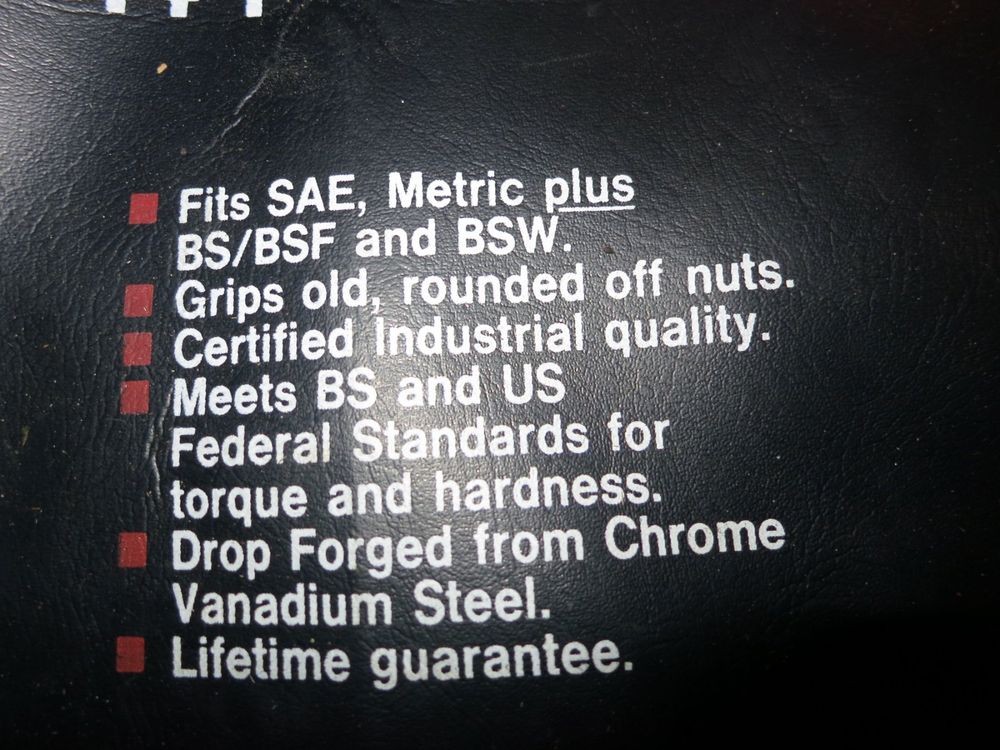 Fits SAE, Metric plus
BS/BSF and BSW.
Grips old, rounded off nuts.
Certified Industrial quality.
Meets BS and US
Federal Standards for
torque and hardness.
Drop Forged from Chrome
Vanadium Steel.
Lifetime guarantee.